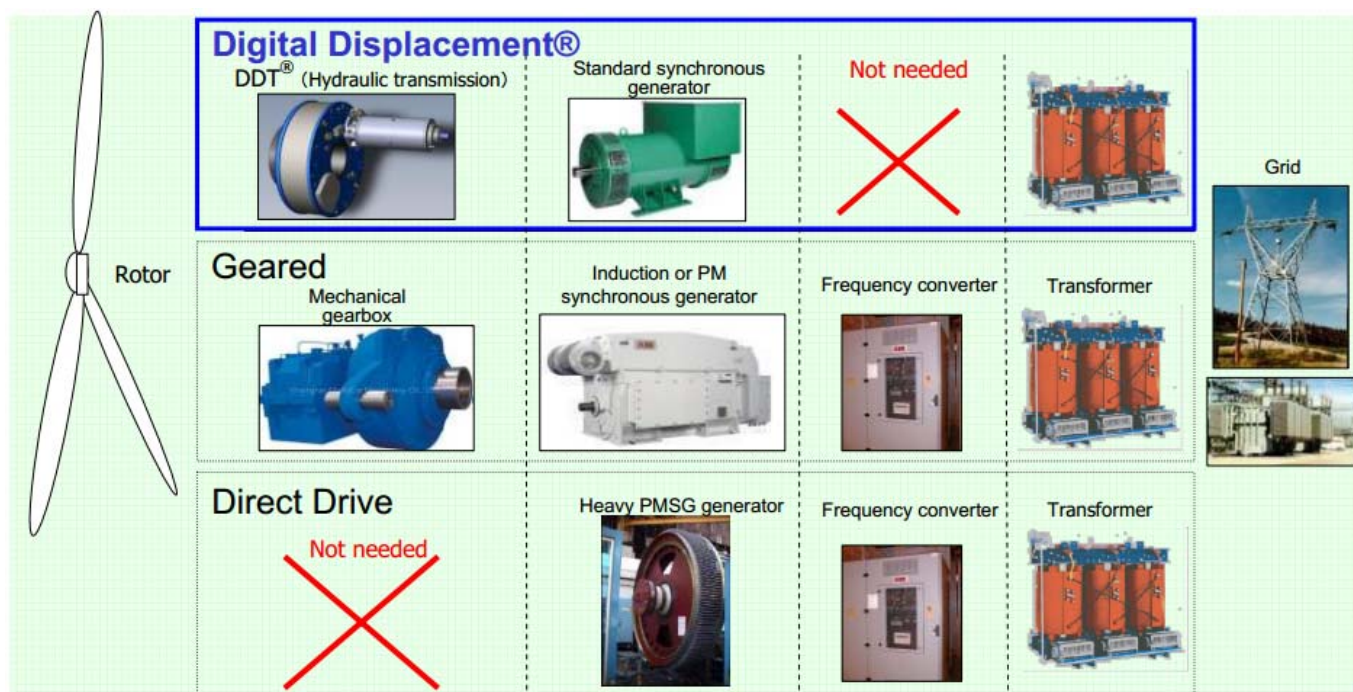 Digital Displacement®
DDT® (Hydraulic transmission)
Standard synchronous
generator
Not needed
Grid
Rotor
Geared
Mechanical
gearbox
Induction or PM
synchronous generator
Frequency converter
Transformer
Direct Drive
Not needed
Heavy PMSG generator
Frequency converter
Transformer